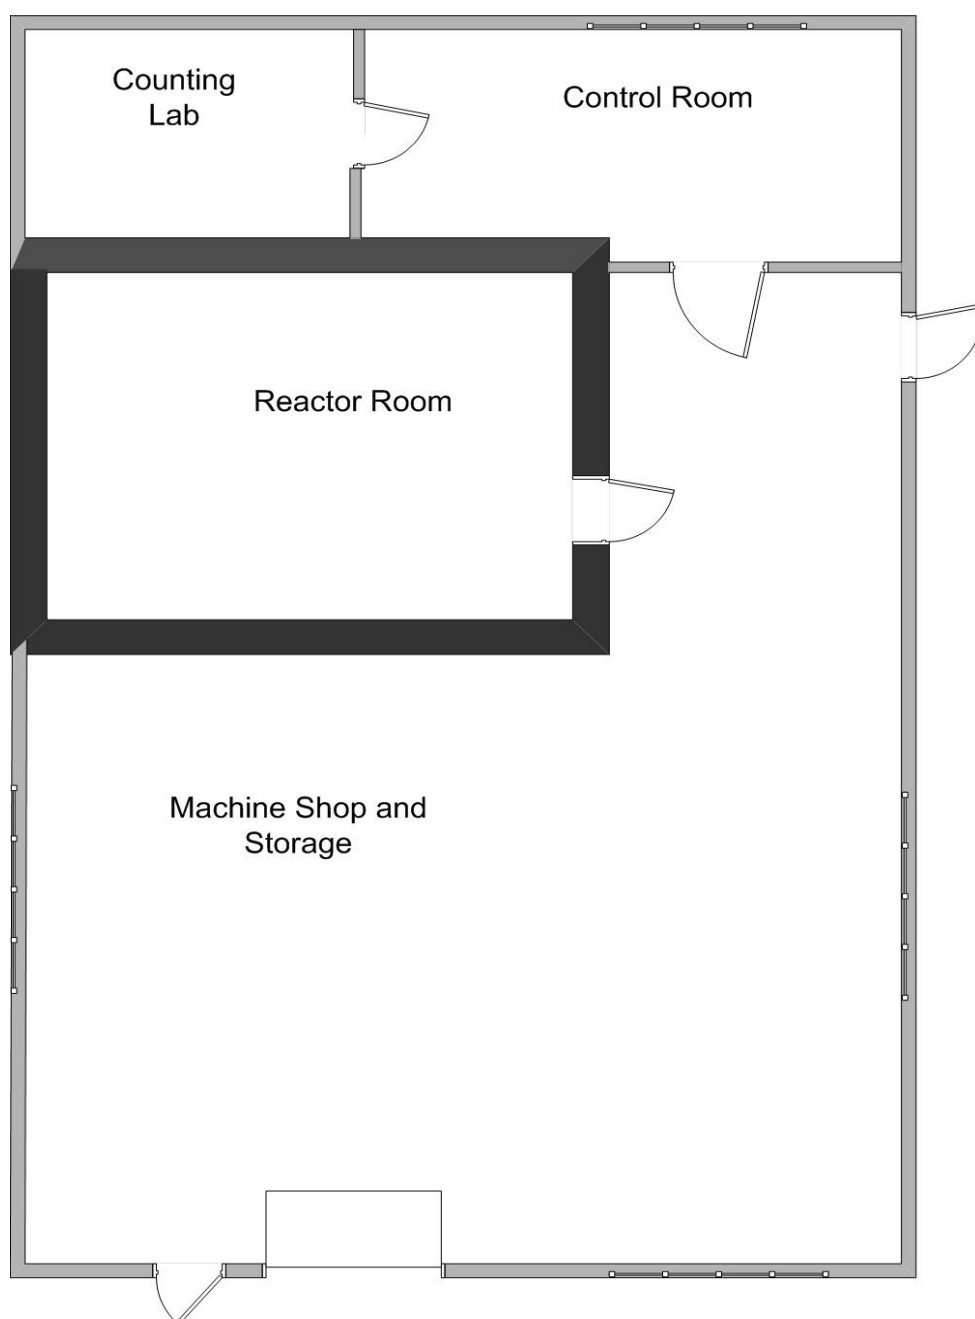 Counting
Lab
Control Room
Reactor Room
Machine Shop and
Storage